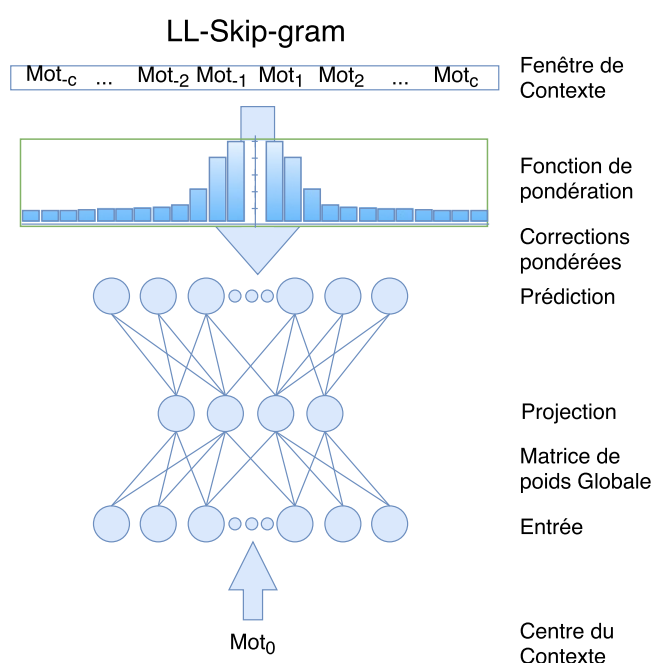 LL-Skip-gram
Mot-c ... Mot-2 Mot-1 Mot1 Mot2 ... Motc
Fenêtre de
Contexte
Fonction de
pondération
Corrections
pondérées
Prédiction
Projection
Matrice de
poids Globale
Entrée
Mot0
Centre du
Contexte